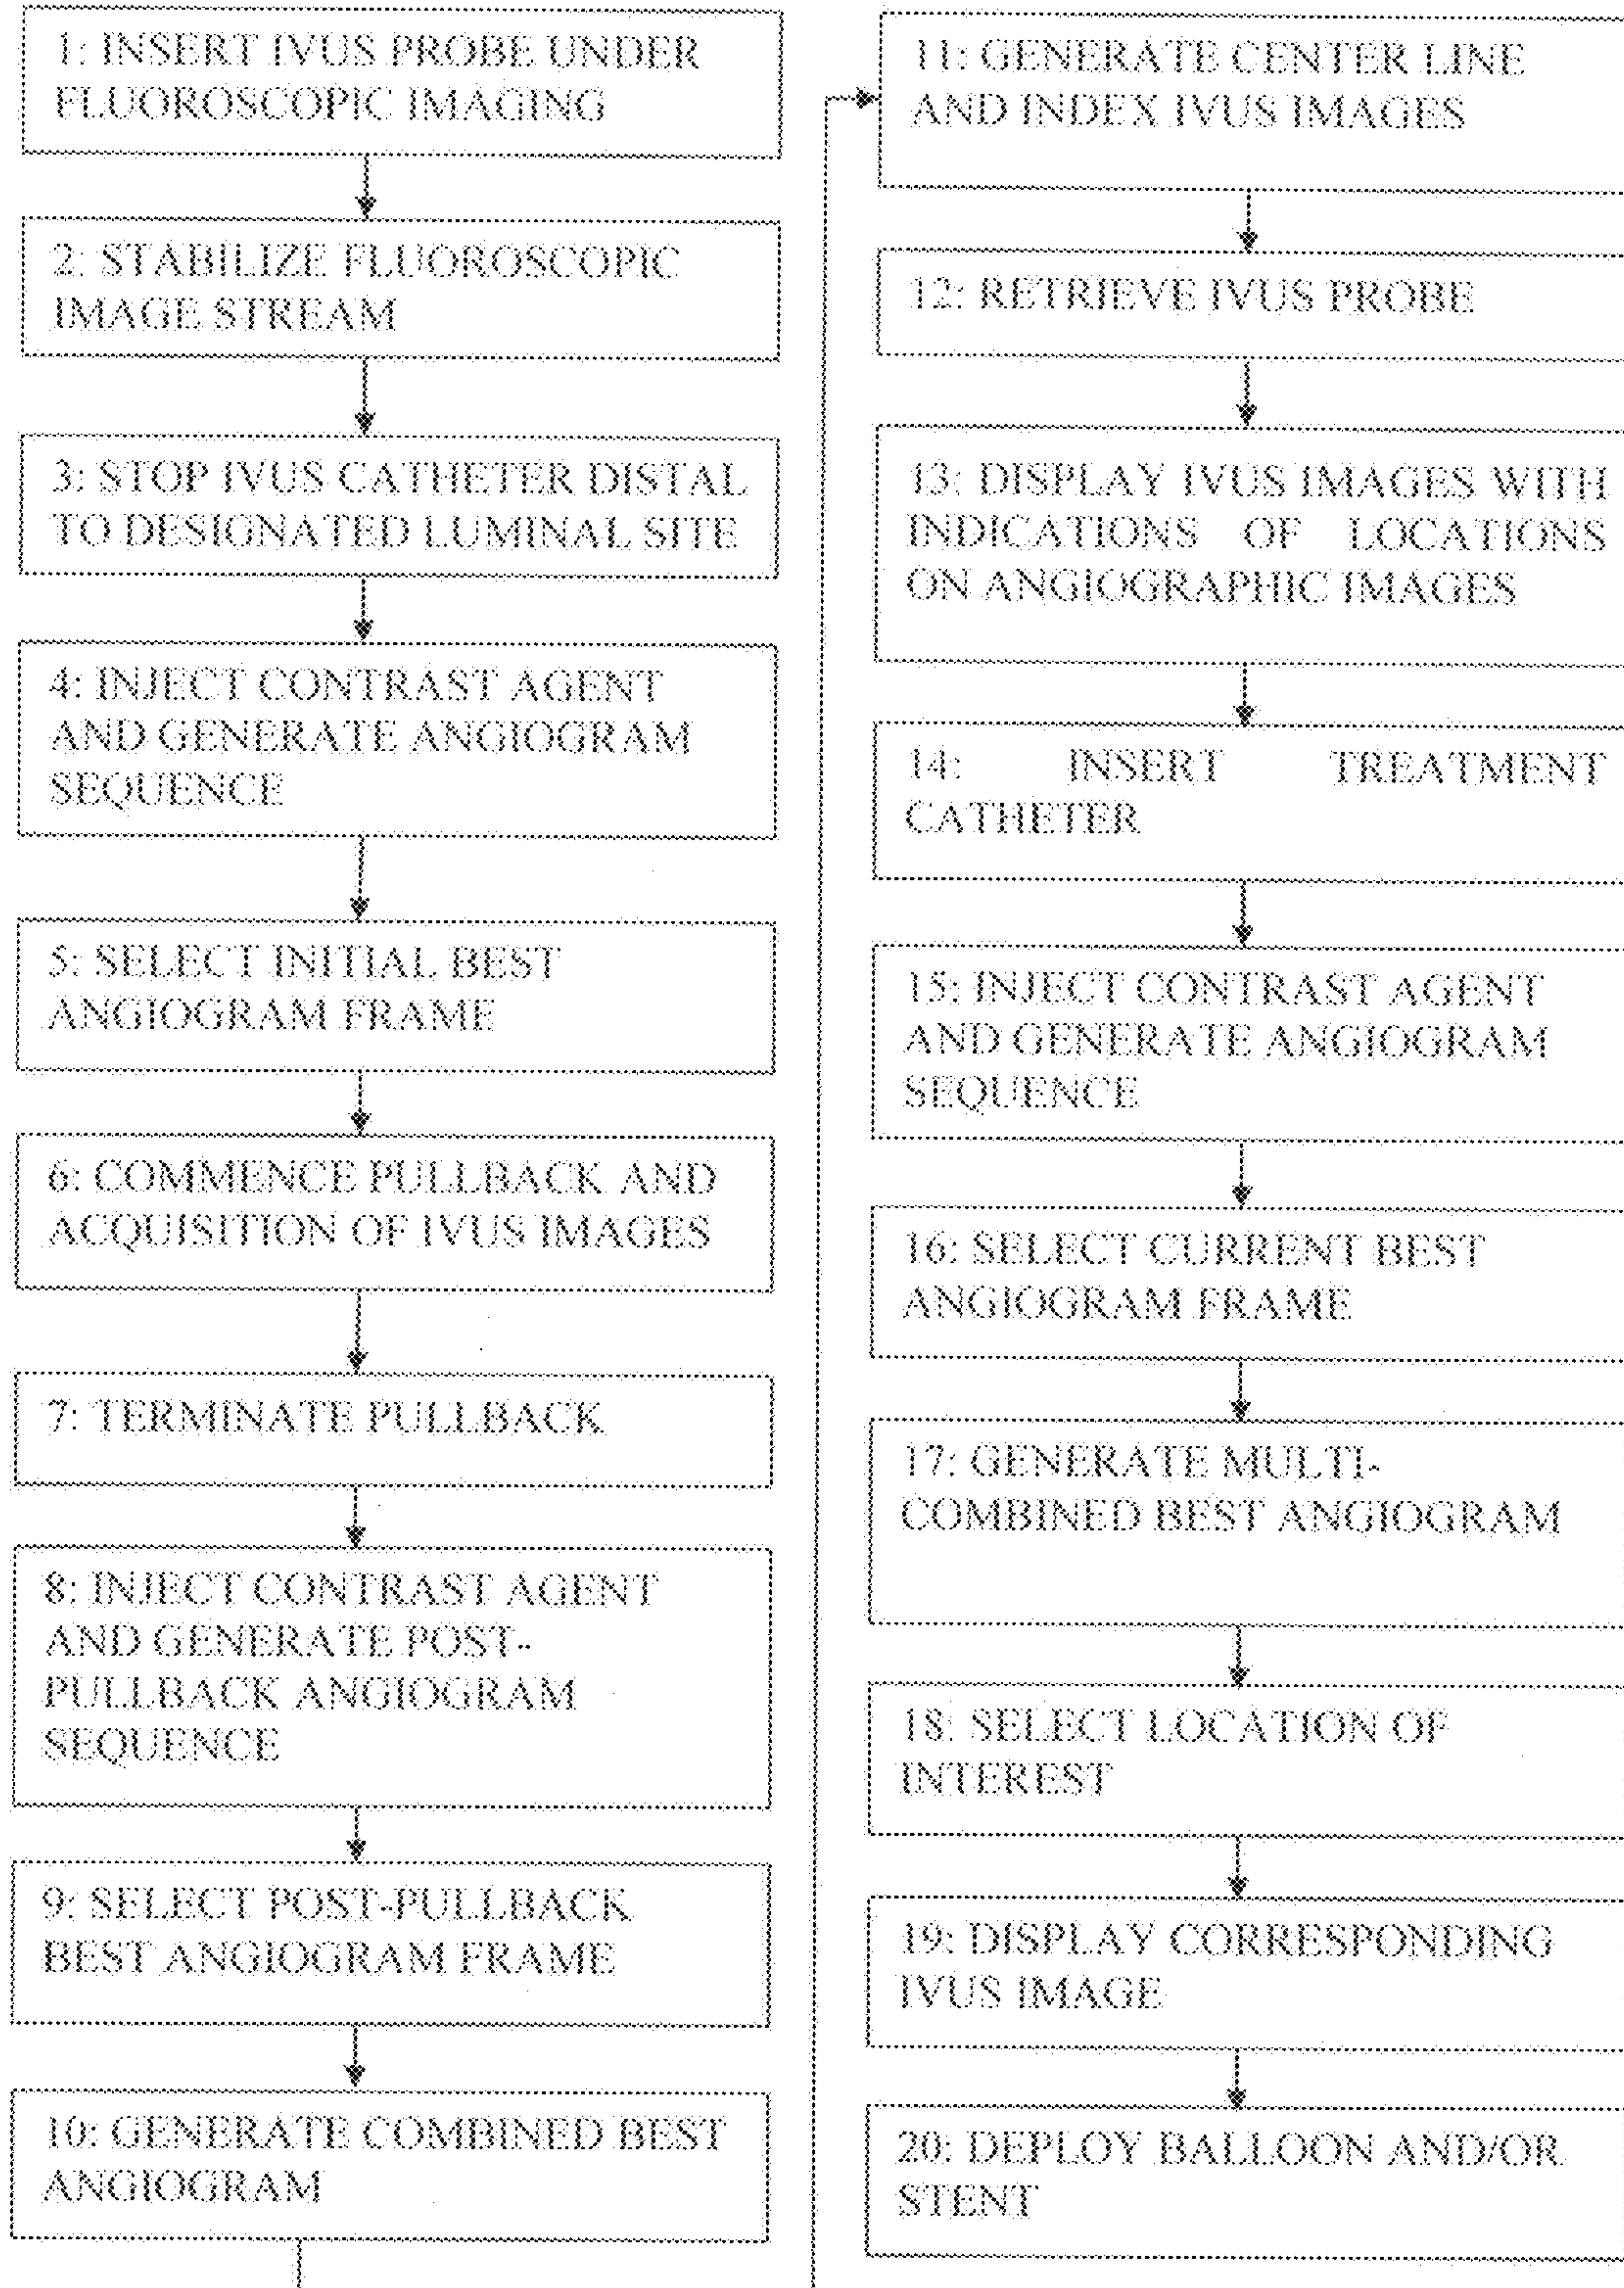 1: INSERT IVUS PROBE UNDER
FLUOROSCOPIC IMAGING
2: STABILIZE FLUOROSCOPIC
IMAGE STREAM
3: STOP IVUS CATHETER DISTAL
TO DESIGNATED LUMINAL SITE
4: INJECT CONTRAST AGENT
AND GENERATE ANGIOGRAM
SEQUENCE
5: SELECT INITIAL BEST
ANGIOGRAM FRAME
6: COMMENCE PULLBACK AND
ACQUISITION OF IVUS IMAGES
7: TERMINATE PULLBACK
8: INJECT CONTRAST AGENT
AND GENERATE POST-
PULLBACK ANGIOGRAM
SEQUENCE
9: SELECT POST-PULLBACK
BEST ANGIOGRAM FRAME
10: GENERATE COMBINED BEST
ANGIOGRAM
11: GENERATE CENTER LINE
AND INDEX IVUS IMAGES
12: RETRIEVE IVUS PROBE
13: DISPLAY IVUS IMAGES WITH
INDICATIONS OF LOCATIONS
ON ANGIOGRAPHIC IMAGES
14: INSERT TREATMENT
CATHETER
15: INJECT CONTRAST AGENT
AND GENERATE ANGIOGRAM
SEQUENCE
16: SELECT CURRENT BEST
ANGIOGRAM FRAME
17: GENERATE MULTI-
COMBINED BEST ANGIOGRAM
18: SELECT LOCATION OF
INTEREST
19: DISPLAY CORRESPONDING
IVUS IMAGE
20: DEPLOY BALLOON AND/OR
STENT